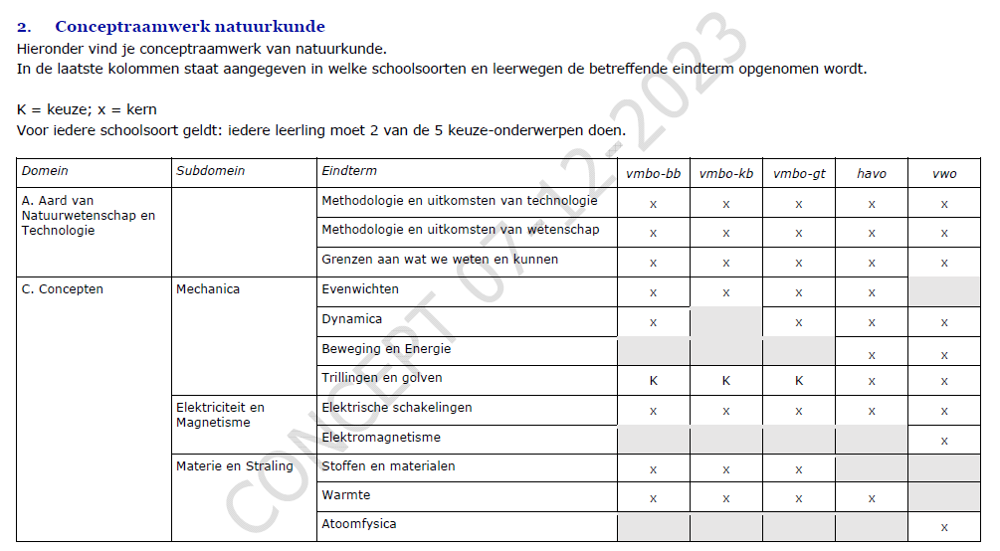 2. Conceptraamwerk natuurkunde
Hieronder vind je conceptraamwerk van natuurkunde.
In de laatste kolommen staat aangegeven in welke schoolsoorten en leerwegen de betreffende eindterm opgenomen wordt.
K = keuze; x = kern
Voor iedere schoolsoort geldt: iedere leerling moet 2 van de 5 keuze-onderwerpen doen.
Domein Subdomein Eindterm vmbo-bb vmbo-kb vmbo-gt havo vwo
A. Aard van Natuurwetenschap en Technologie Methodologie en uitkomsten van technologie x x x x x
Methodologie en uitkomsten van wetenschap x x x x x
Grenzen aan wat we weten en kunnen x x x x x
C. Concepten Mechanica Evenwichten x x x x
Dynamica x x x x
Beweging en Energie x x
Trillingen en golven K K K x x
Elektriciteit en Magnetisme Elektrische schakelingen x x x x x
Elektromagnetisme x
Materie en Straling Stoffen en materialen x x x
Warmte x x x x
Atoomfysica x
CONCEPT 07-12-2023